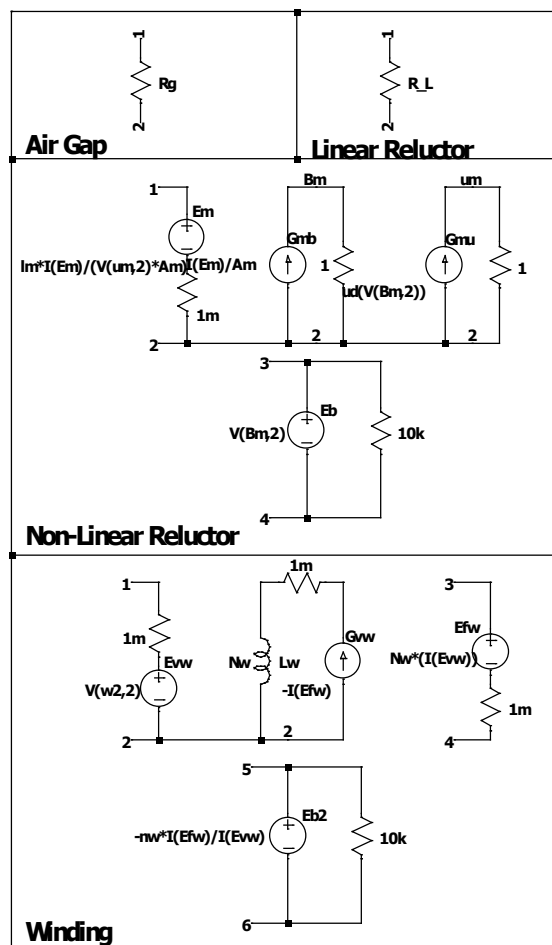 1
1
Rg
R_L
2
2
Air Gap
Linear Reluctor
Bm
um
1
Em
Gmb
Gmu
lm*I(Em)/(V(um,2)*Am)
I(Em)/Am
1
1
ud(V(Bm,2))
1m
2
2
2
3
Eb
V(Bm,2)
10k
4
Non-Linear Reluctor
1m
1
3
1m
Gvw
Efw
Evw
Nw
Lw
Nw*(I(Evw))
V(w2,2)
-I(Efw)
1m
2
2
4
5
Eb2
-nw*I(Efw)/I(Evw)
10k
6
Winding